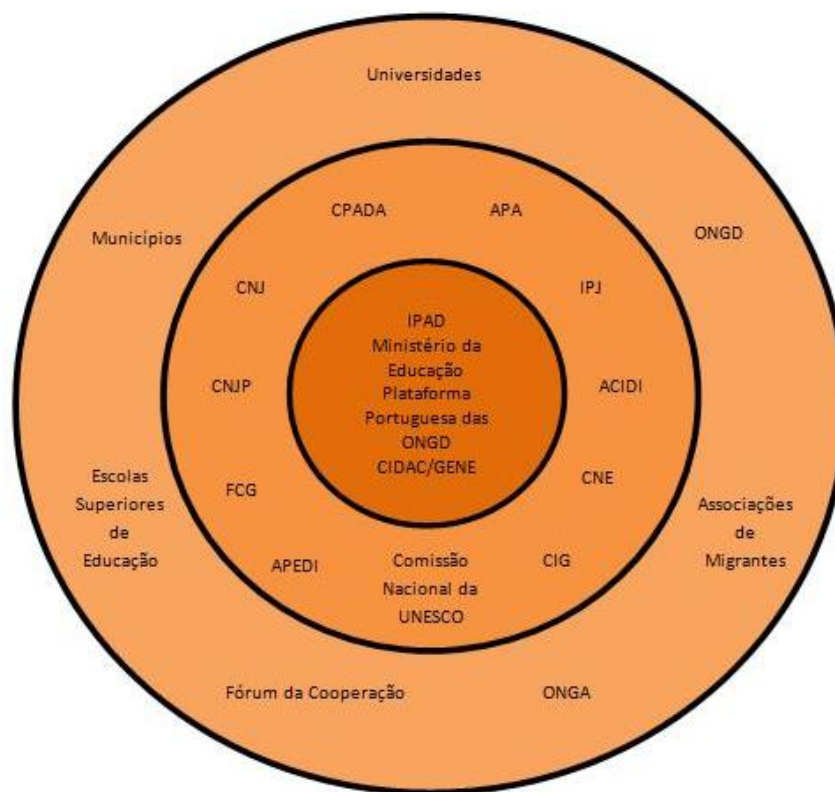 Universidades
CPADA
APA
Municípios
ONGD
CNJ
IPJ
IPAD
Ministério da
Educação
Plataforma
Portuguesa das
ONGD
CIDAC/GENE
CNJP
ACIDI
FCG
CNE
Escolas
Superiores
de
Educação
Associações
de
Migrantes
APEDI
Comissão
Nacional da
UNESCO
CIG
Fórum da Cooperação
ONGA